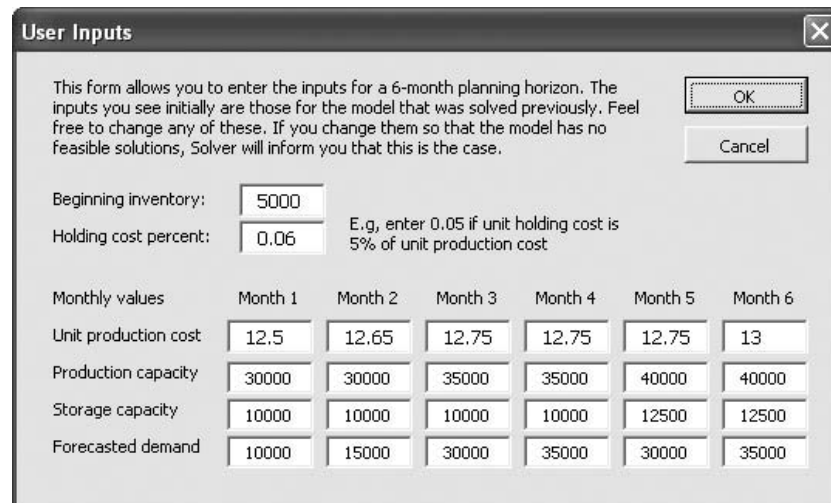 User Inputs
This form allows you to enter the inputs for a 6-month planning horizon. The
inputs you see initially are those for the model that was solved previously. Feel
free to change any of these. If you change them so that the model has no
feasible solutions, Solver will inform you that this is the case.
OK
Cancel
Beginning inventory: 5000
Holding cost percent: 0.06
E.g, enter 0.05 if unit holding cost is
5% of unit production cost
Monthly values Month 1 Month 2 Month 3 Month 4 Month 5 Month 6
Unit production cost 12.5 12.65 12.75 12.75 12.75 13
Production capacity 30000 30000 35000 35000 40000 40000
Storage capacity 10000 10000 10000 10000 12500 12500
Forecasted demand 10000 15000 30000 35000 30000 35000